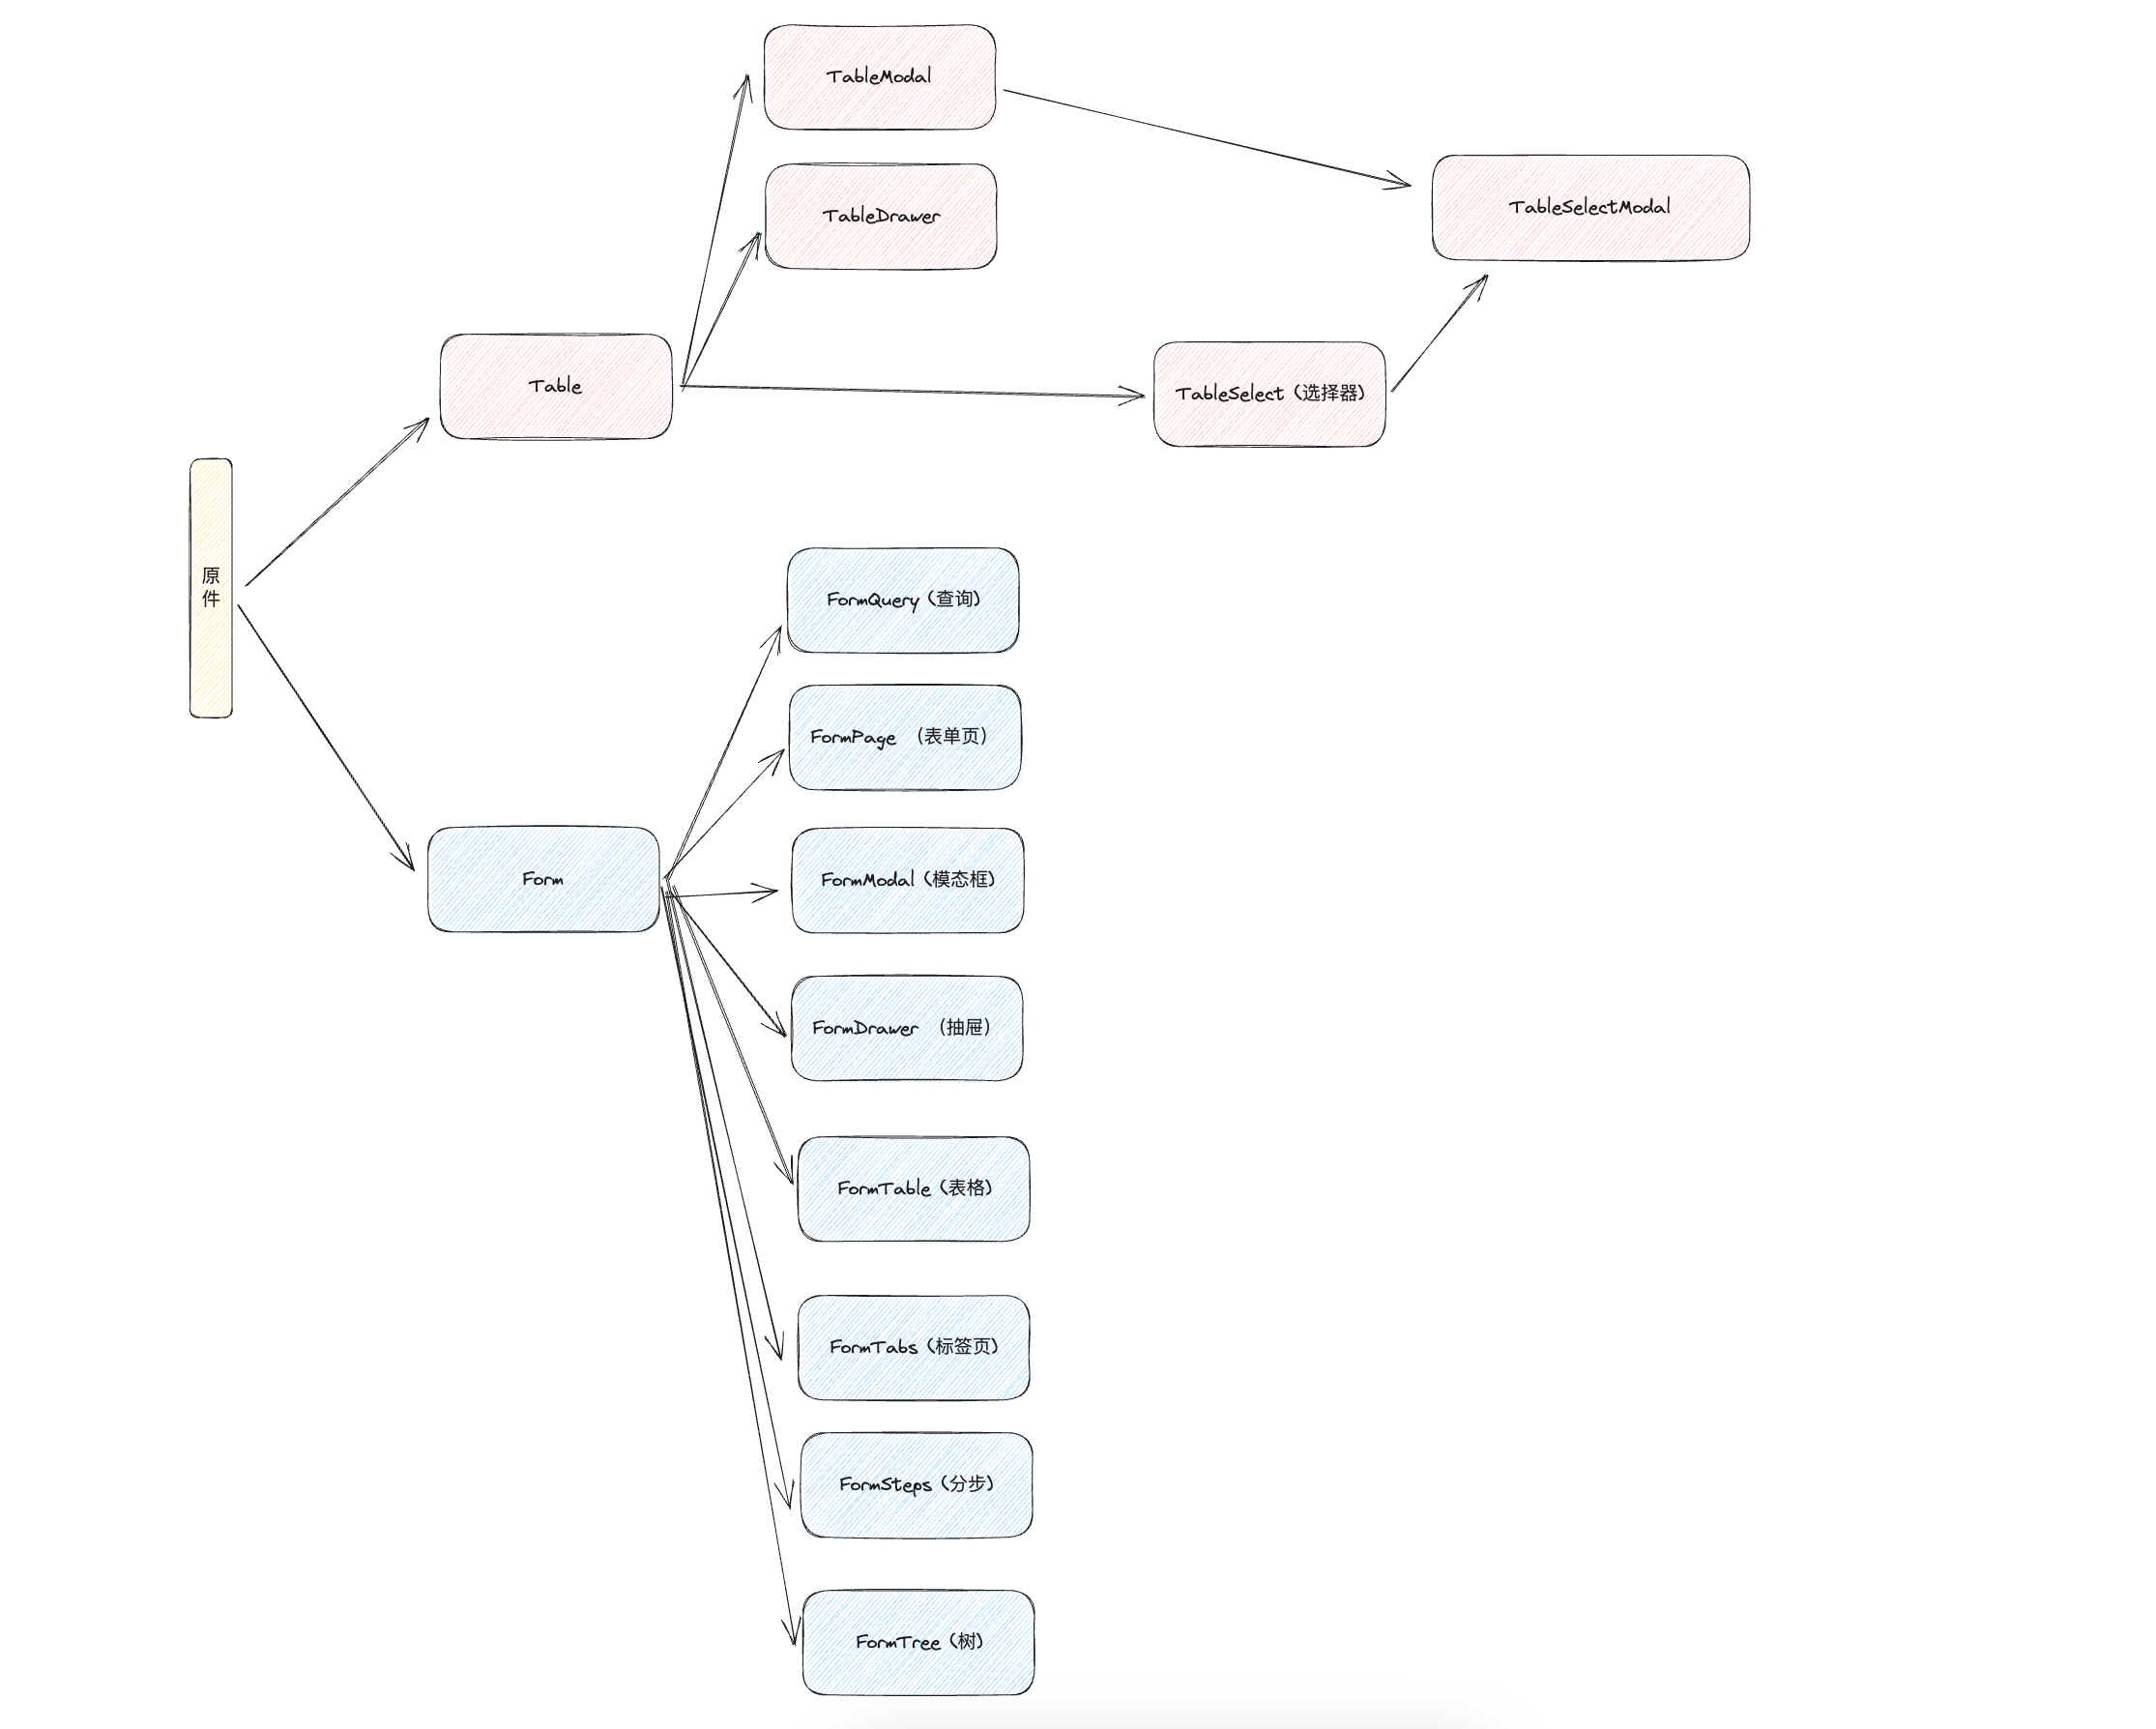 TableModal
TableDrawer
TableSelectModal
Table
TableSelect (选择器)
原
件
FormQuery (查询)
FormPage （表单页）
Form
FormModal (模态框)
FormDrawer （抽屉）
FormTable (表格)
FormTabs (标签页)
FormSteps (分步)
FormTree (树)